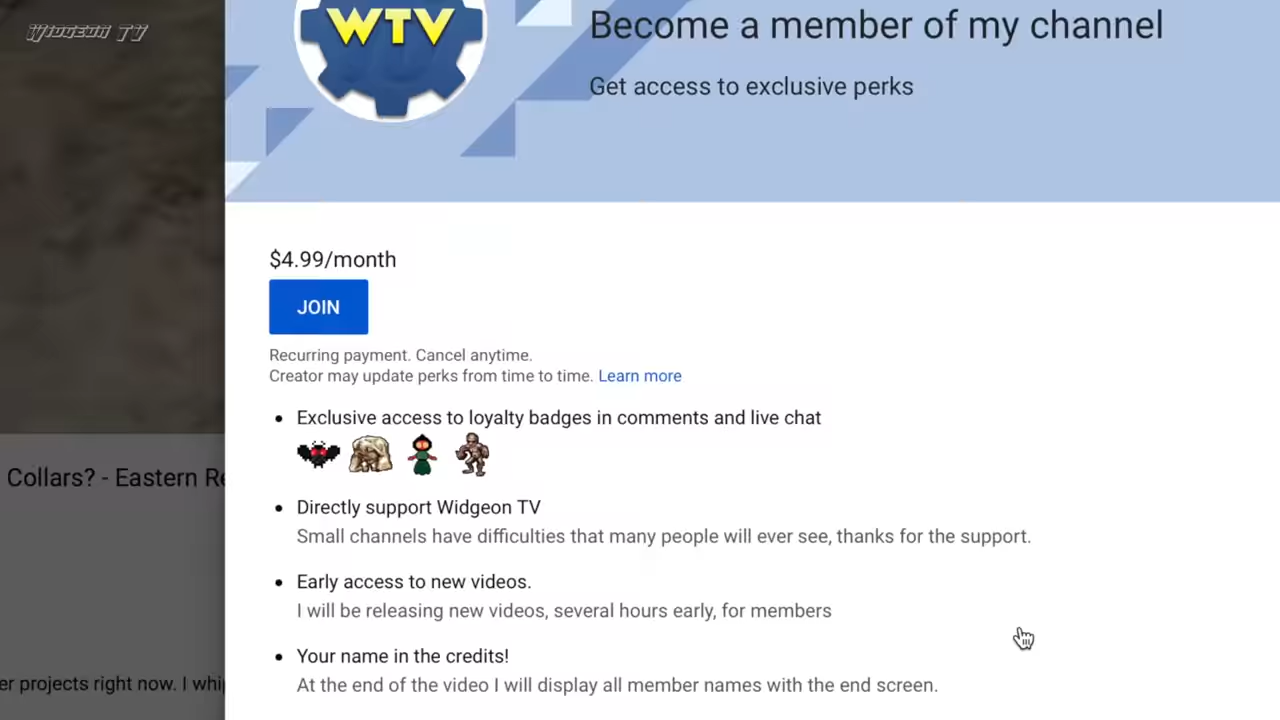 WIDGEON TV
WTV
Become a member of my channel
Get access to exclusive perks
$4.99/month
JOIN
Recurring payment. Cancel anytime.
Creator may update perks from time to time. Learn more
• Exclusive access to loyalty badges in comments and live chat
Collars? - Eastern Re
• Directly support Widgeon TV
Small channels have difficulties that many people will ever see, thanks for the support.
• Early access to new videos.
I will be releasing new videos, several hours early, for members
• Your name in the credits!
er projects right now. I whip
At the end of the video I will display all member names with the end screen.